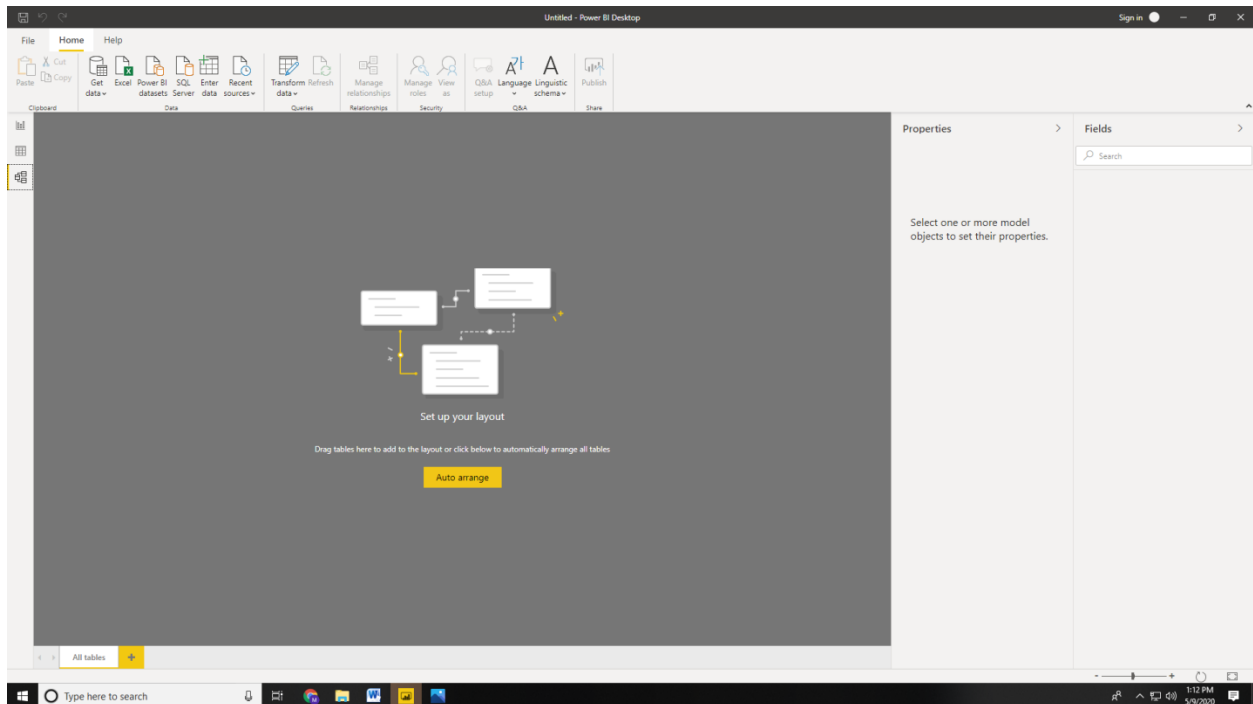 Untitled - Power BI Desktop
Sign in
File Home Help
Paste
Cut
Copy
Clipboard
Get data
Excel
Power BI datasets
SQL Server
Enter data
Recent sources
Data
Transform data
Refresh
Queries
Manage relationships
Relationships
Manage roles
View as
Security
Q&A setup
Language
Linguistic schema
Q&A
Publish
Share
Properties
Fields
Search
Select one or more model
objects to set their properties.
Set up your layout
Drag tables here to add to the layout or click below to automatically arrange all tables
Auto arrange
All tables
Type here to search
1:12 PM
5/9/2020